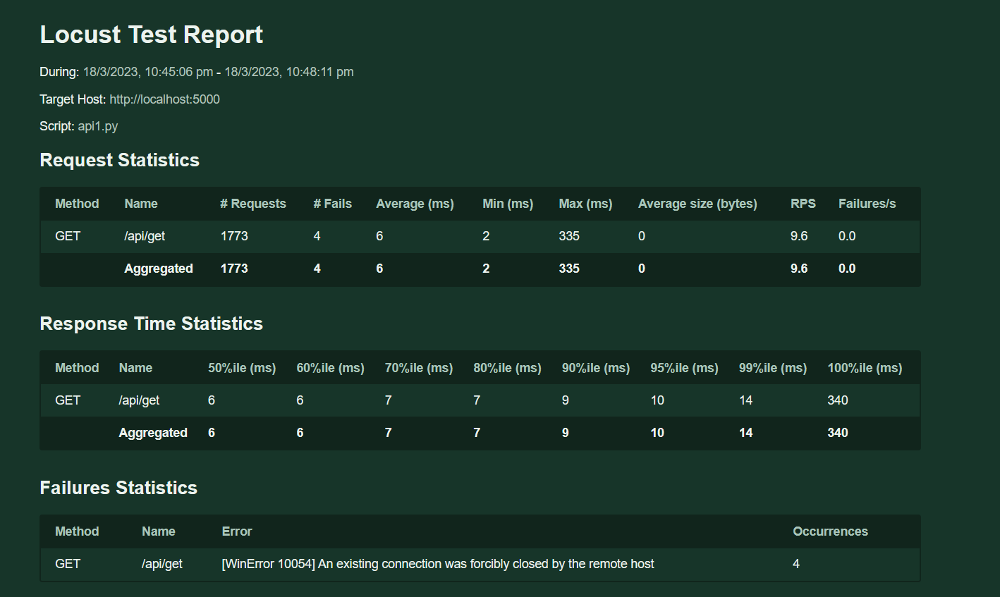 Locust Test Report
During: 18/3/2023, 10:45:06 pm - 18/3/2023, 10:48:11 pm
Target Host: http://localhost:5000
Script: api1.py
Request Statistics
Method Name # Requests # Fails Average (ms) Min (ms) Max (ms) Average size (bytes) RPS Failures/s
GET /api/get 1773 4 6 2 335 0 9.6 0.0
Aggregated 1773 4 6 2 335 0 9.6 0.0
Response Time Statistics
Method Name 50%ile (ms) 60%ile (ms) 70%ile (ms) 80%ile (ms) 90%ile (ms) 95%ile (ms) 99%ile (ms) 100%ile (ms)
GET /api/get 6 6 7 7 9 10 14 340
Aggregated 6 6 7 7 9 10 14 340
Failures Statistics
Method Name Error Occurrences
GET /api/get [WinError 10054] An existing connection was forcibly closed by the remote host 4